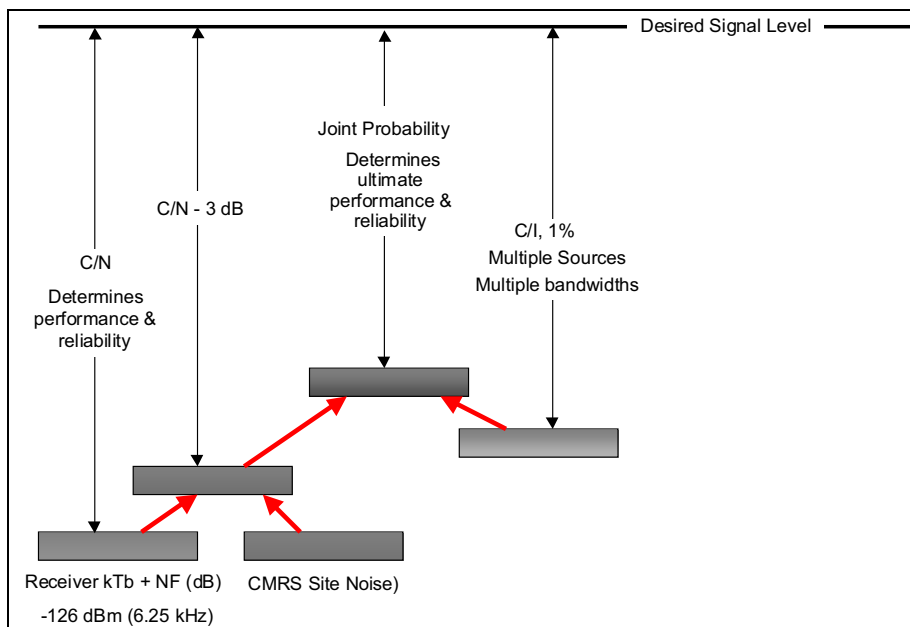 Desired Signal Level
Joint Probability
Determines
ultimate
performance &
reliability
C/N - 3 dB
C/I, 1%
Multiple Sources
Multiple bandwidths
C/N
Determines
performance &
reliability
Receiver kTb + NF (dB)
-126 dBm (6.25 kHz)
CMRS Site Noise)